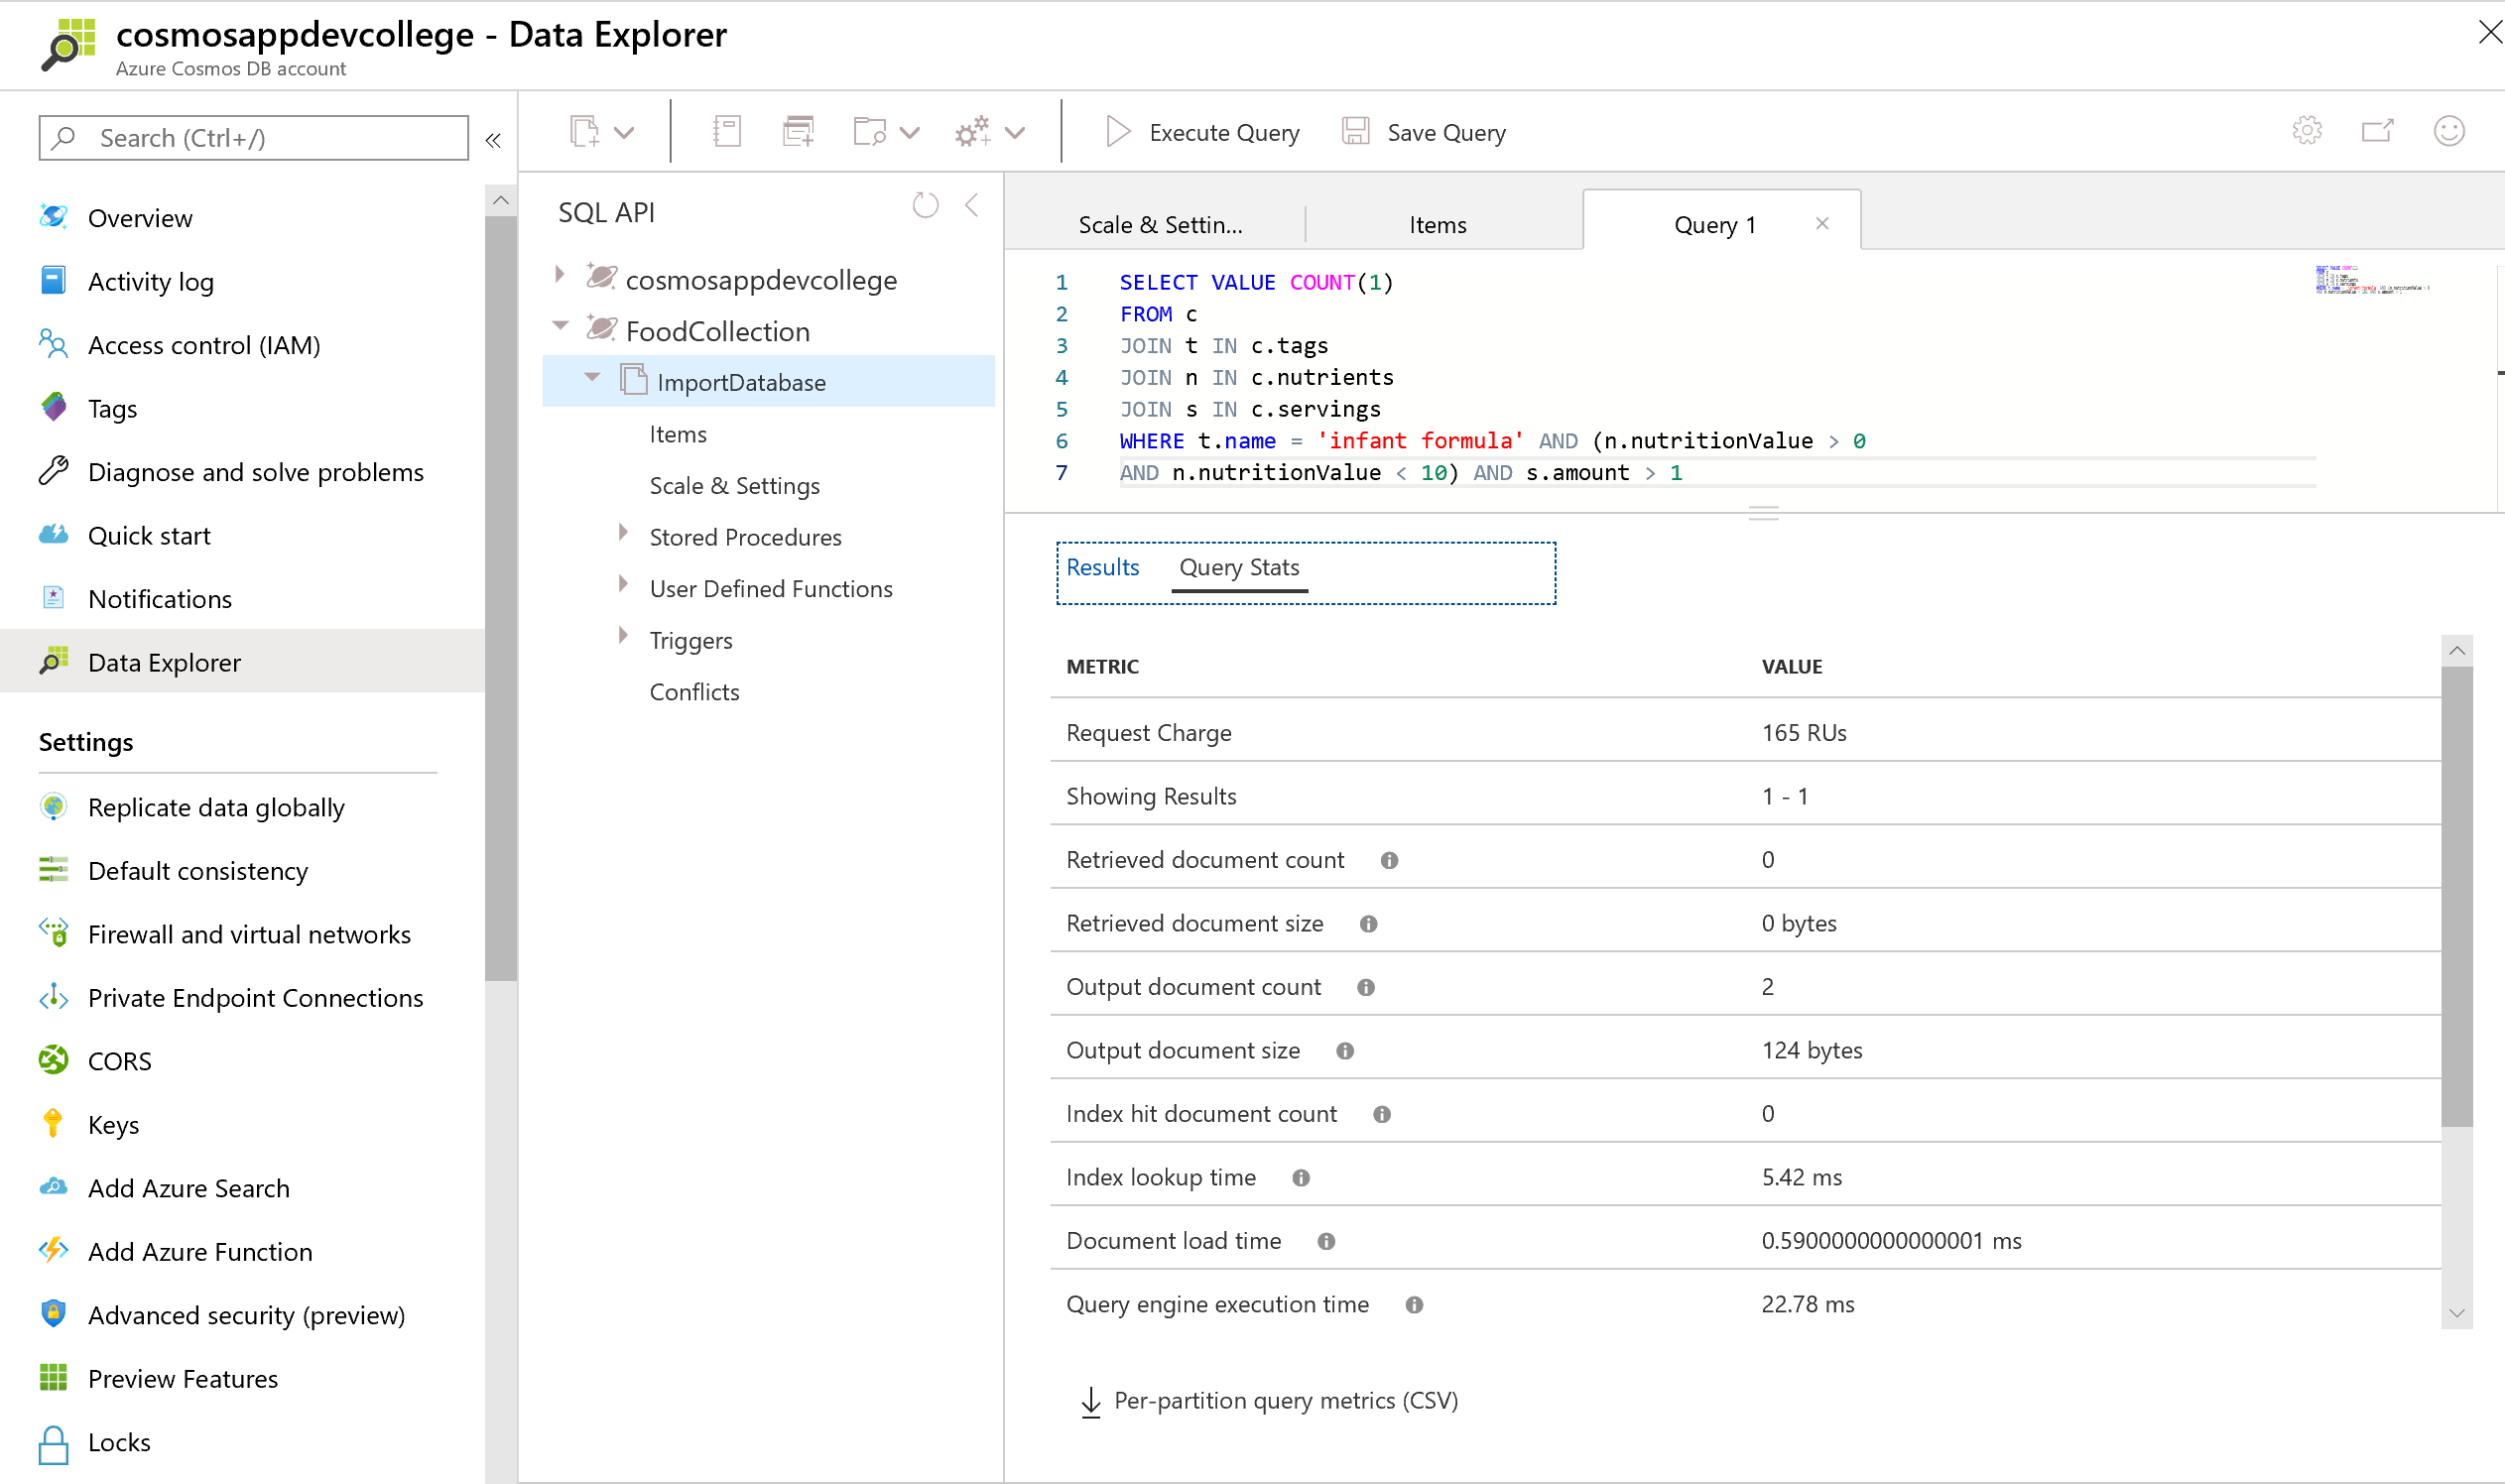 cosmosappdevcollege - Data Explorer
Azure Cosmos DB account
Search (Ctrl+/)
«
Execute Query
Save Query
Overview
Activity log
Access control (IAM)
Tags
Diagnose and solve problems
Quick start
Notifications
Data Explorer
Settings
Replicate data globally
Default consistency
Firewall and virtual networks
Private Endpoint Connections
CORS
Keys
Add Azure Search
Add Azure Function
Advanced security (preview)
Preview Features
Locks
SQL API
cosmosappdevcollege
FoodCollection
ImportDatabase
Items
Scale & Settings
Stored Procedures
User Defined Functions
Triggers
Conflicts
Scale & Settin...
Items
Query 1
1 SELECT VALUE COUNT(1)
2 FROM c
3 JOIN t IN c.tags
4 JOIN n IN c.nutrients
5 JOIN s IN c.servings
6 WHERE t.name = 'infant formula' AND (n.nutritionValue > 0
7 AND n.nutritionValue < 10) AND s.amount > 1
Results Query Stats
METRIC VALUE
Request Charge 165 RUs
Showing Results 1 - 1
Retrieved document count 0
Retrieved document size 0 bytes
Output document count 2
Output document size 124 bytes
Index hit document count 0
Index lookup time 5.42 ms
Document load time 0.5900000000000001 ms
Query engine execution time 22.78 ms
Per-partition query metrics (CSV)